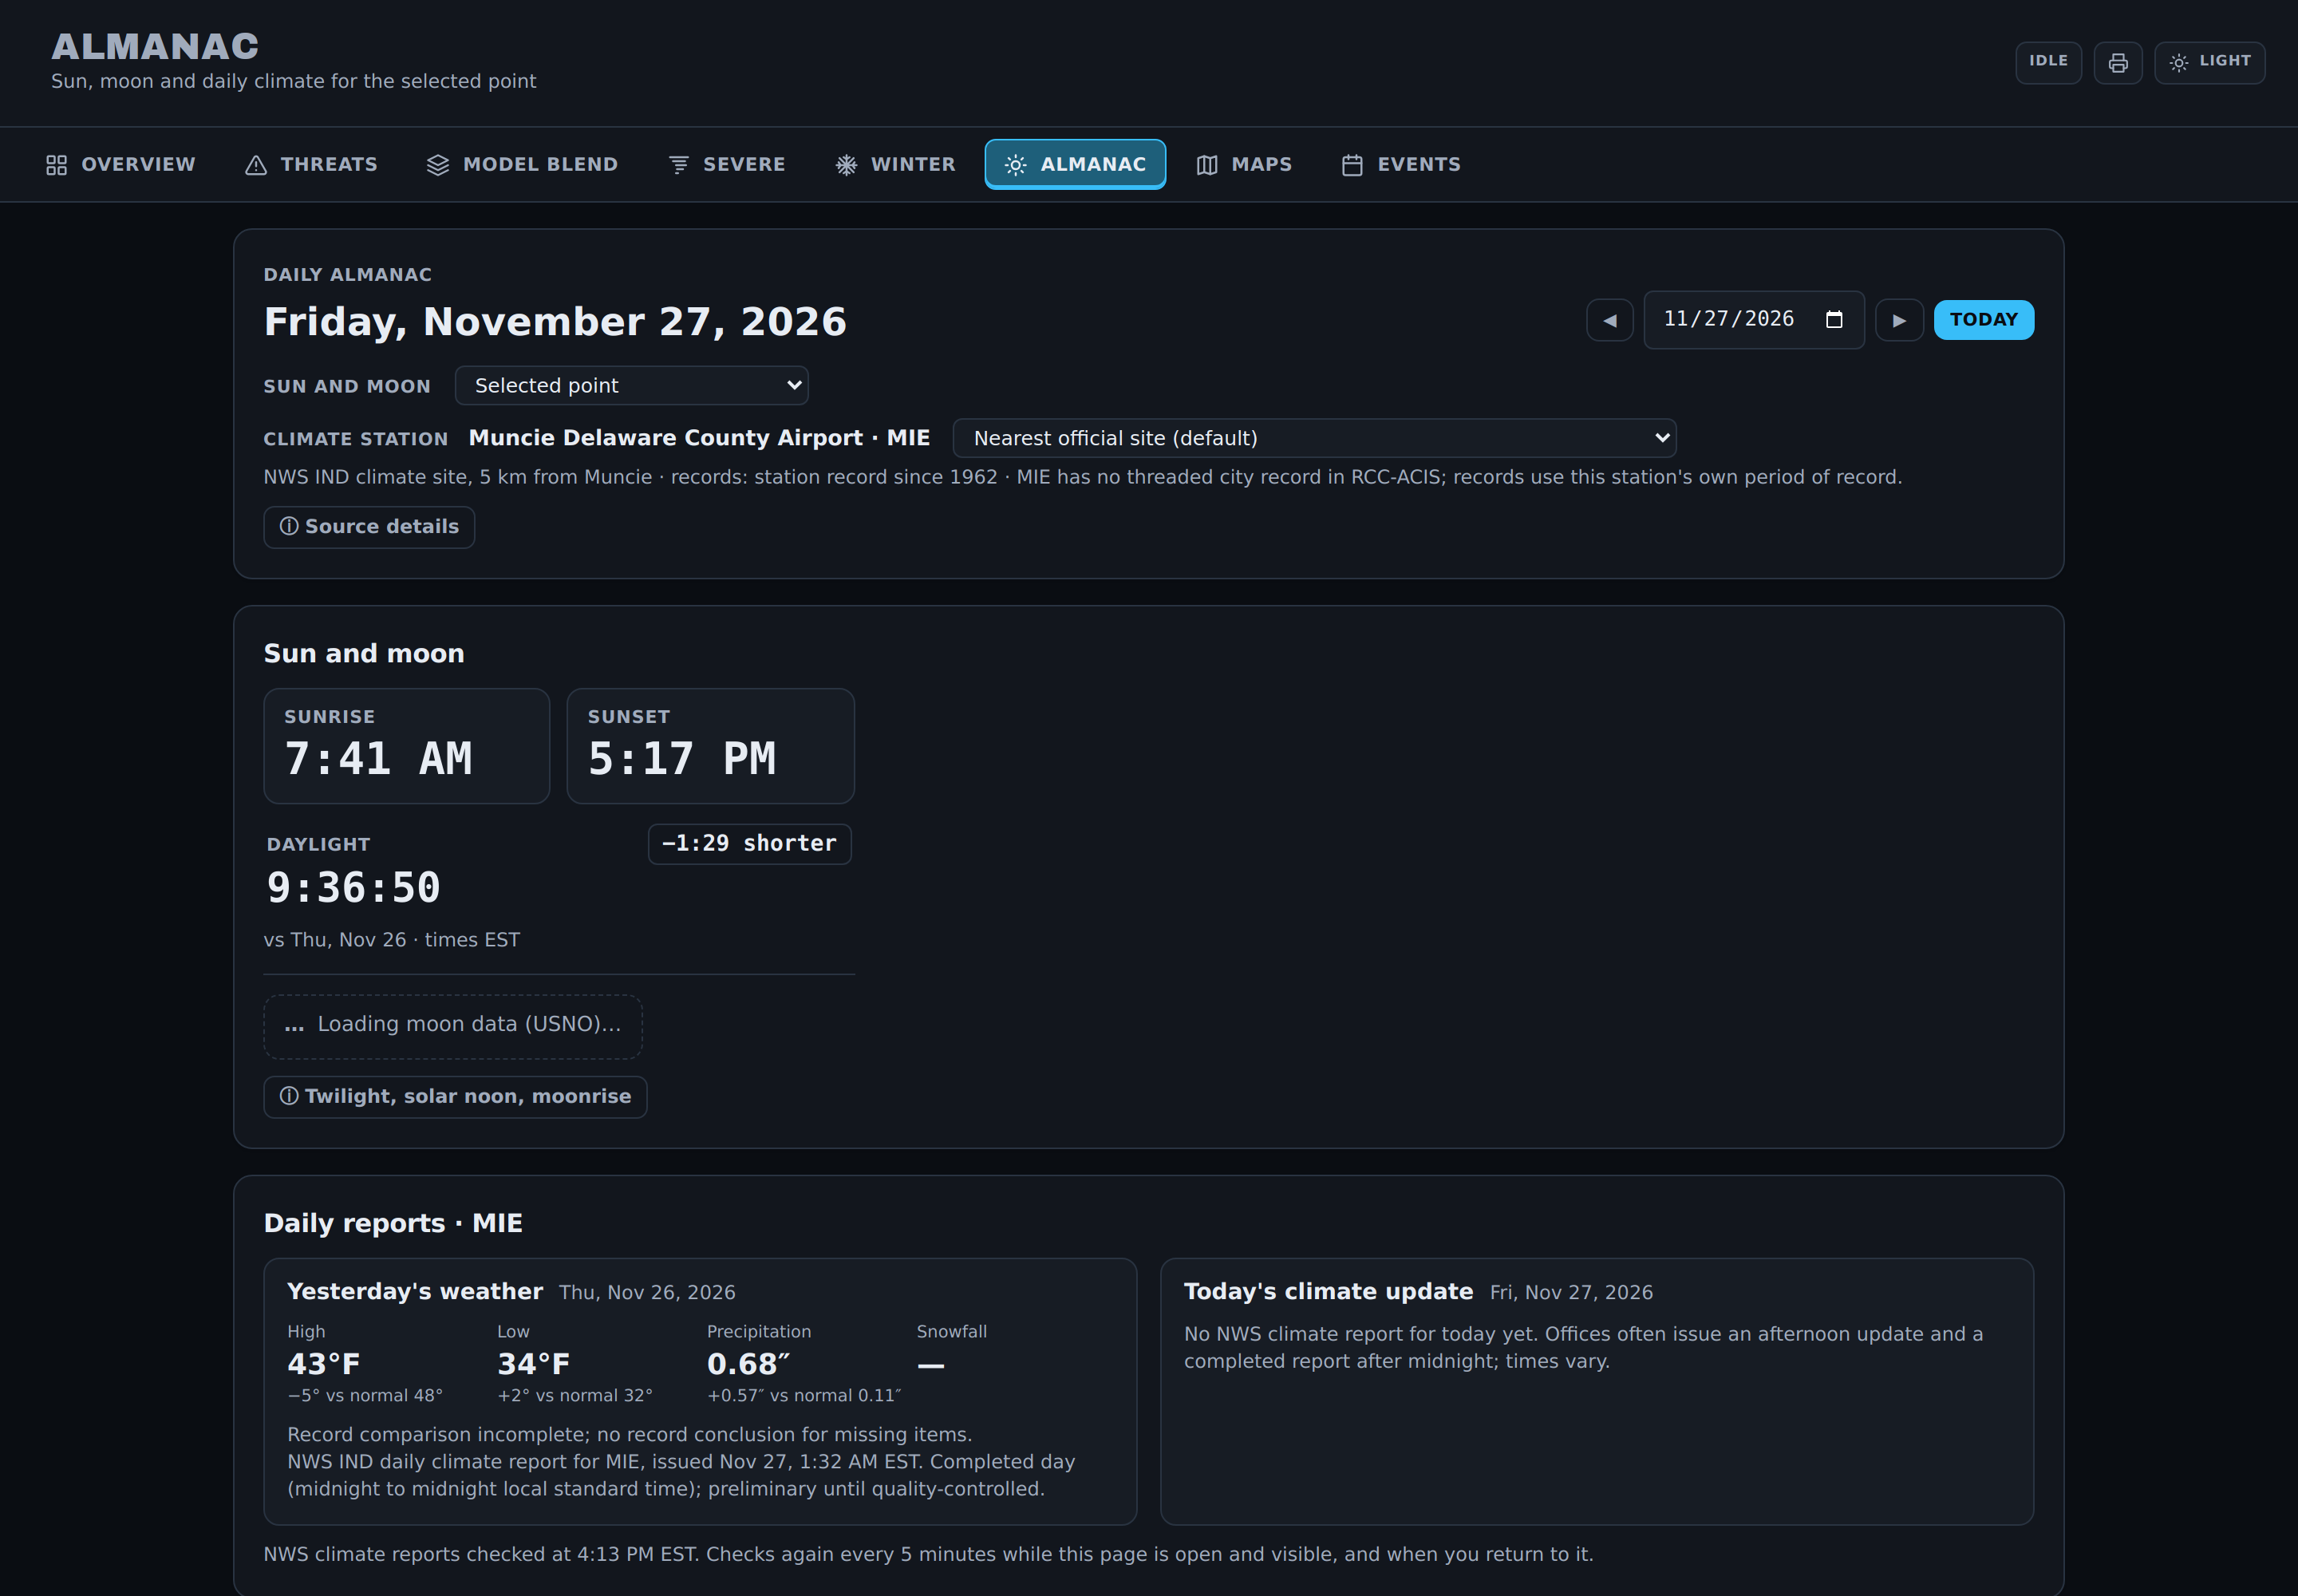 ALMANAC
Sun, moon and daily climate for the selected point
IDLE
LIGHT
OVERVIEW
THREATS
MODEL BLEND
SEVERE
WINTER
ALMANAC
MAPS
EVENTS
DAILY ALMANAC
Friday, November 27, 2026
◀
11/27/2026
▶
TODAY
SUN AND MOON
Selected point
CLIMATE STATION
Muncie Delaware County Airport · MIE
Nearest official site (default)
NWS IND climate site, 5 km from Muncie · records: station record since 1962 · MIE has no threaded city record in RCC-ACIS; records use this station's own period of record.
ⓘ Source details
Sun and moon
SUNRISE
7:41 AM
SUNSET
5:17 PM
DAYLIGHT
−1:29 shorter
9:36:50
vs Thu, Nov 26 · times EST
… Loading moon data (USNO)…
ⓘ Twilight, solar noon, moonrise
Daily reports · MIE
Yesterday's weather Thu, Nov 26, 2026
High
43°F
−5° vs normal 48°
Low
34°F
+2° vs normal 32°
Precipitation
0.68″
+0.57″ vs normal 0.11″
Snowfall
—
Record comparison incomplete; no record conclusion for missing items.
NWS IND daily climate report for MIE, issued Nov 27, 1:32 AM EST. Completed day
(midnight to midnight local standard time); preliminary until quality-controlled.
Today's climate update Fri, Nov 27, 2026
No NWS climate report for today yet. Offices often issue an afternoon update and a
completed report after midnight; times vary.
NWS climate reports checked at 4:13 PM EST. Checks again every 5 minutes while this page is open and visible, and when you return to it.